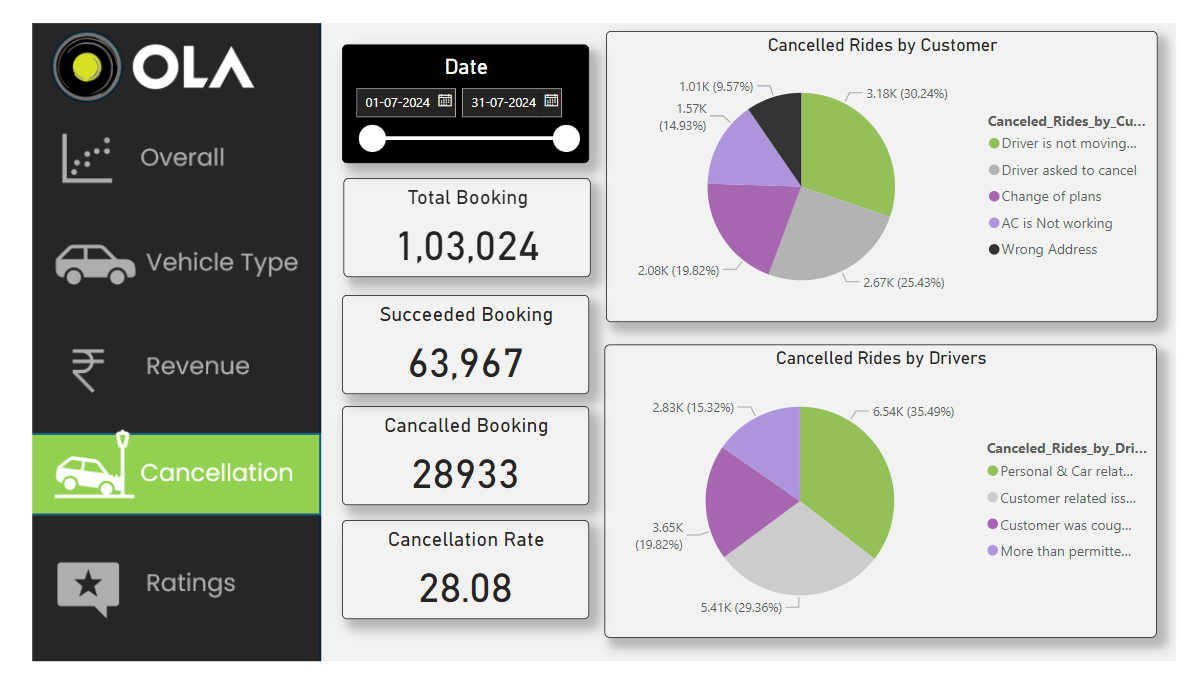 OLA
Overall
Vehicle Type
Revenue
Cancellation
Ratings
Date
01-07-2024
31-07-2024
Total Booking
1,03,024
Succeeded Booking
63,967
Cancalled Booking
28933
Cancellation Rate
28.08
Cancelled Rides by Customer
1.01K (9.57%)
3.18K (30.24%)
1.57K
(14.93%)
2.08K (19.82%)
2.67K (25.43%)
Canceled_Rides_by_Cu...
Driver is not moving...
Driver asked to cancel
Change of plans
AC is Not working
Wrong Address
Cancelled Rides by Drivers
2.83K (15.32%)
6.54K (35.49%)
3.65K
(19.82%)
5.41K (29.36%)
Canceled_Rides_by_Dri...
Personal & Car relat...
Customer related iss...
Customer was coug...
More than permitte...